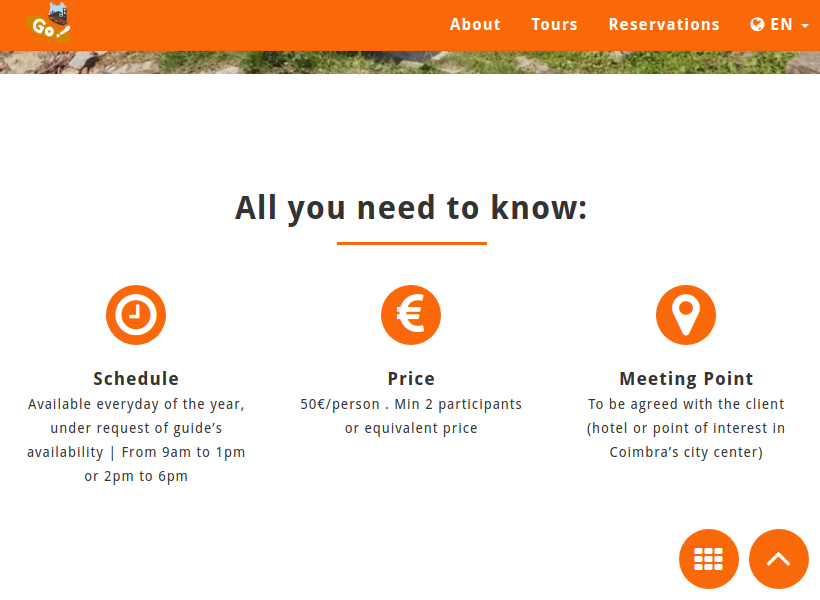 Go!
About Tours Reservations EN
All you need to know:
Schedule
Available everyday of the year,
under request of guide’s
availability | From 9am to 1pm
or 2pm to 6pm
Price
50€/person . Min 2 participants
or equivalent price
Meeting Point
To be agreed with the client
(hotel or point of interest in
Coimbra’s city center)